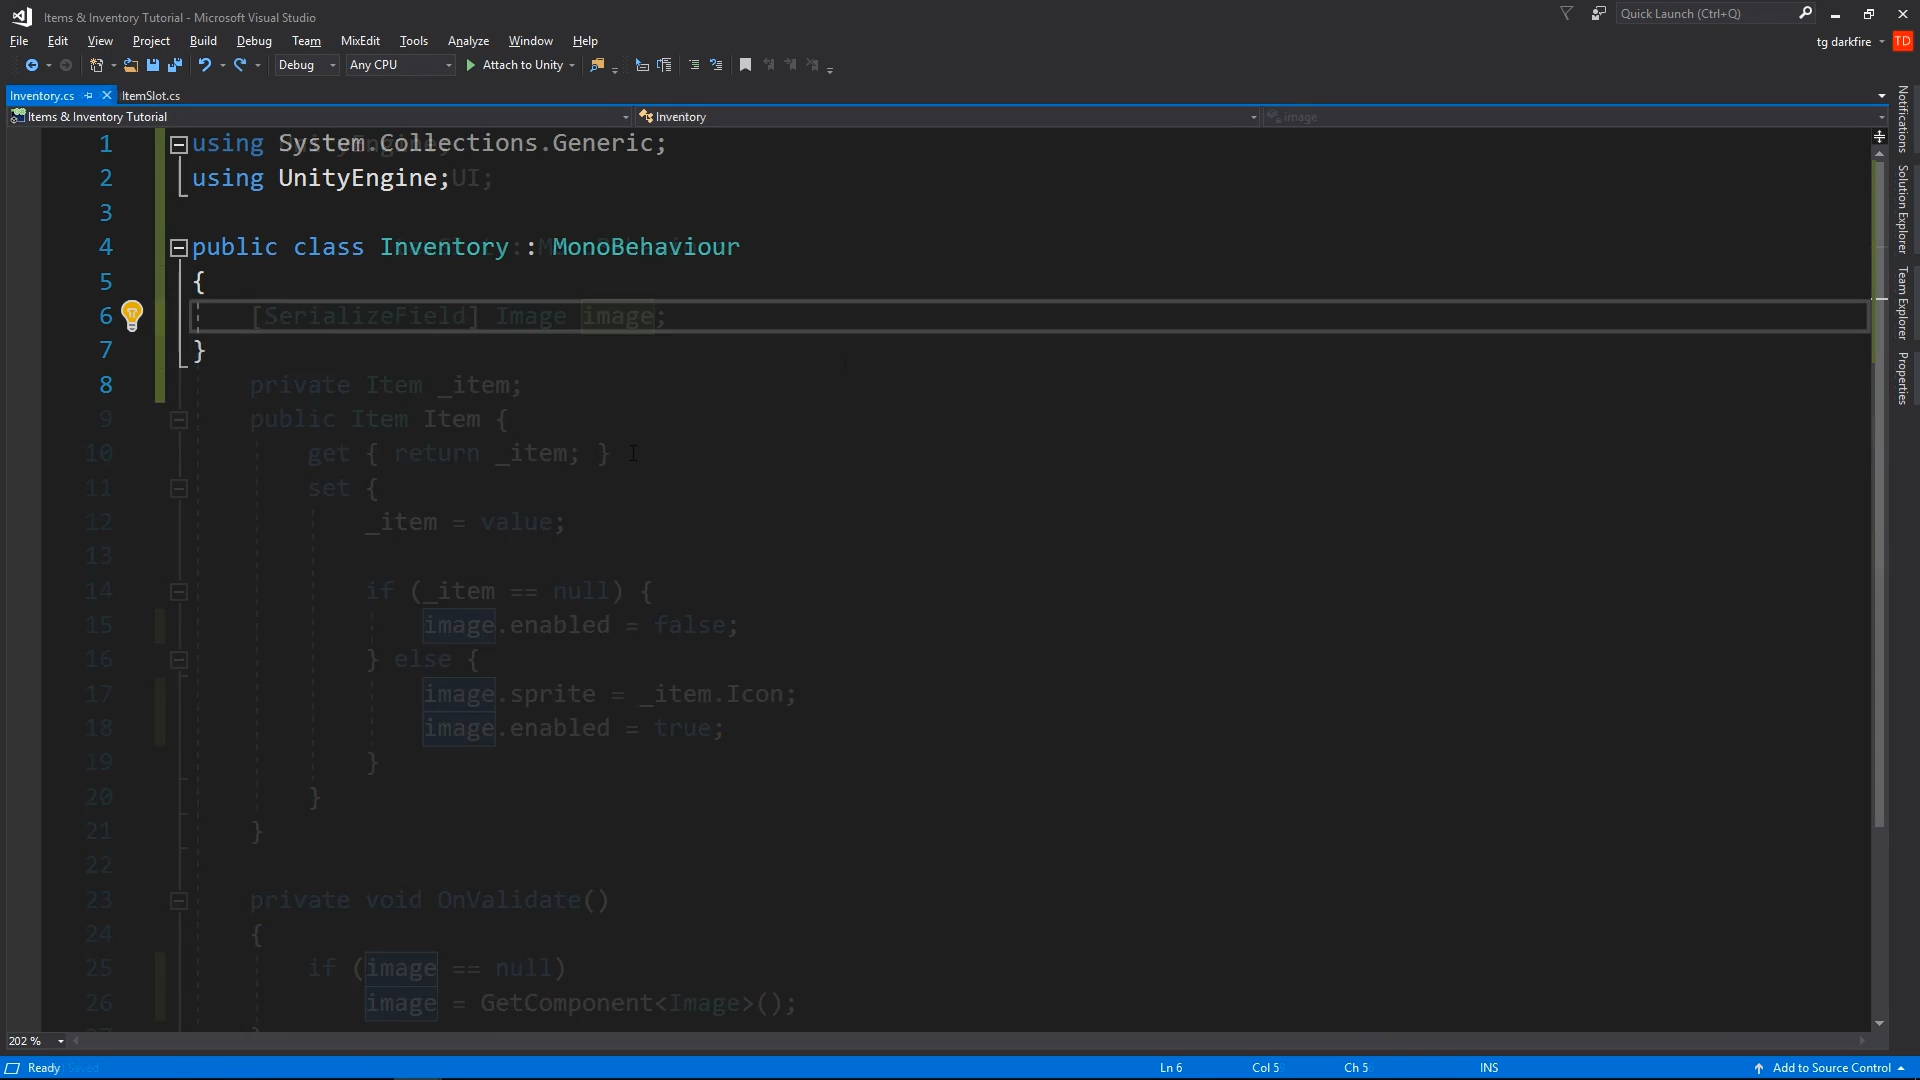 Items & Inventory Tutorial - Microsoft Visual Studio
Quick Launch (Ctrl+Q)
File Edit View Project Build Debug Team MixEdit Tools Analyze Window Help
tg darkfire TD
Debug Any CPU Attach to Unity
Inventory.cs ItemSlot.cs
Items & Inventory Tutorial Inventory image
1 using System.Collections.Generic;
2 using UnityEngine;UI;
3
4 public class Inventory : MonoBehaviour
5 {
6 [SerializeField] Image image;
7 }
8 private Item _item;
9 public Item Item {
10 get { return _item; }
11 set {
12 _item = value;
13
14 if (_item == null) {
15 image.enabled = false;
16 } else {
17 image.sprite = _item.Icon;
18 image.enabled = true;
19 }
20 }
21 }
22
23 private void OnValidate()
24 {
25 if (image == null)
26 image = GetComponent<Image>();
Notifications
Solution Explorer
Team Explorer
Properties
202 %
Ready Saved Ln 6 Col 5 Ch 5 INS Add to Source Control